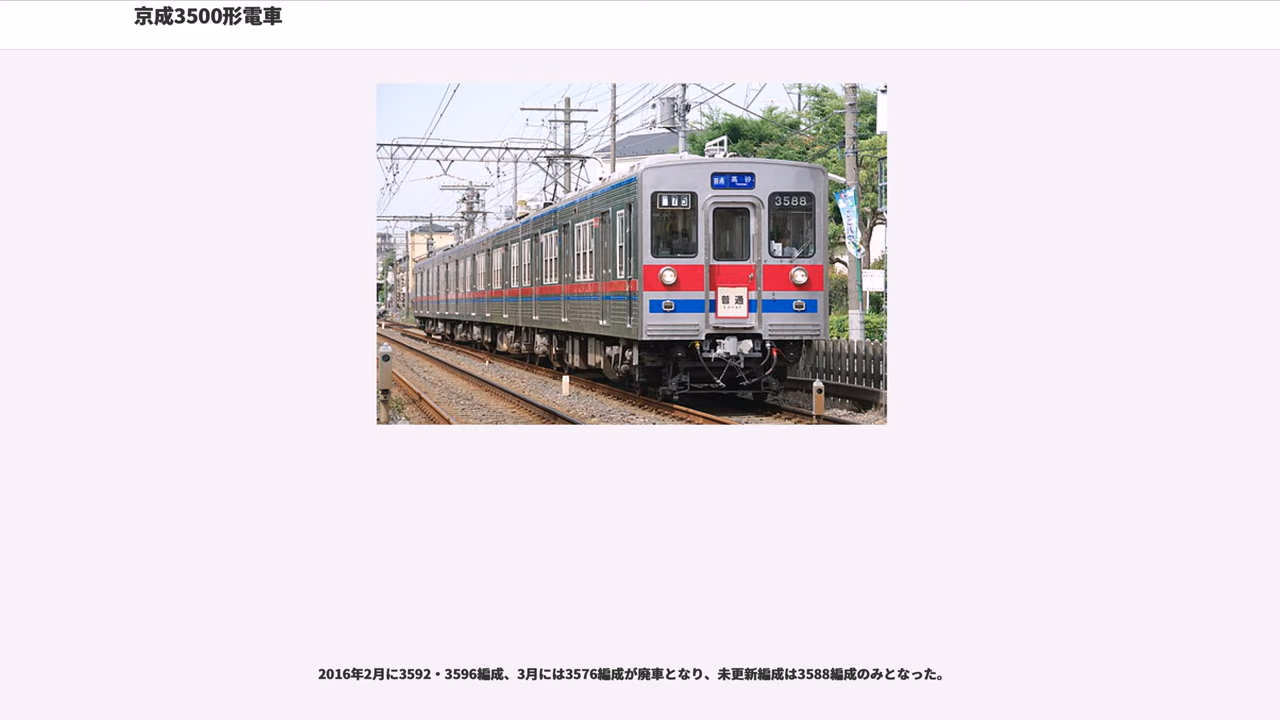 京成3500形電車
普通 高砂
3588
普通
2016年2月に3592・3596編成、3月には3576編成が廃車となり、未更新編成は3588編成のみとなった。